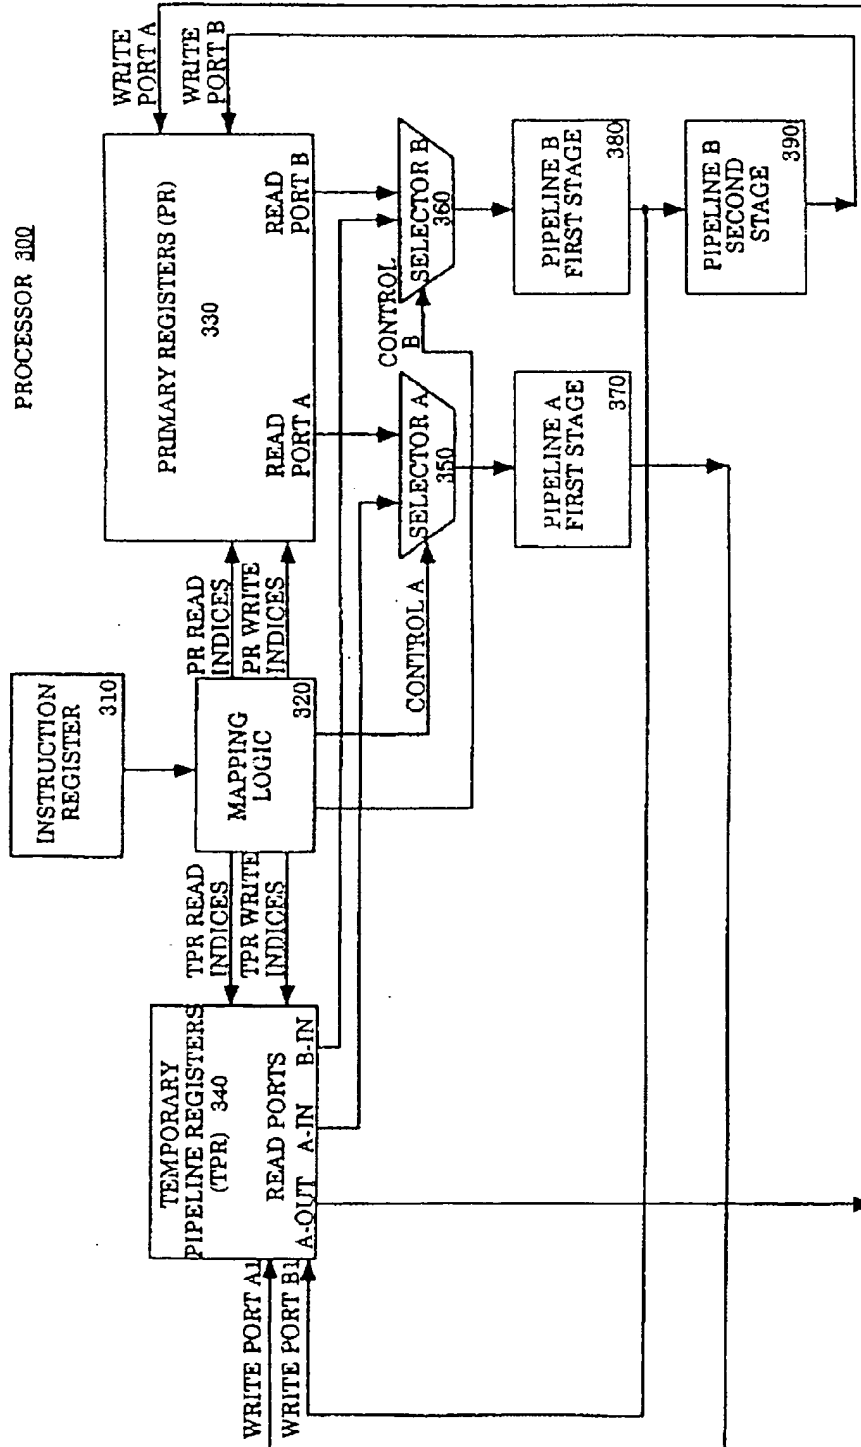 PROCESSOR 300
INSTRUCTION
REGISTER
310
TEMPORARY
PIPELINE REGISTERS
(TPR) 340
READ PORTS
A-OUT A-IN B-IN
WRITE PORT A1
WRITE PORT B1
TPR READ
INDICES
TPR WRITE
INDICES
MAPPING
LOGIC
320
PR READ
INDICES
PR WRITE
INDICES
PRIMARY REGISTERS (PR)
330
READ
PORT A
READ
PORT B
WRITE
PORT A
WRITE
PORT B
CONTROL A
SELECTOR A
350
CONTROL
B
SELECTOR B
360
PIPELINE A
FIRST STAGE
370
PIPELINE B
FIRST STAGE
380
PIPELINE B
SECOND
STAGE
390